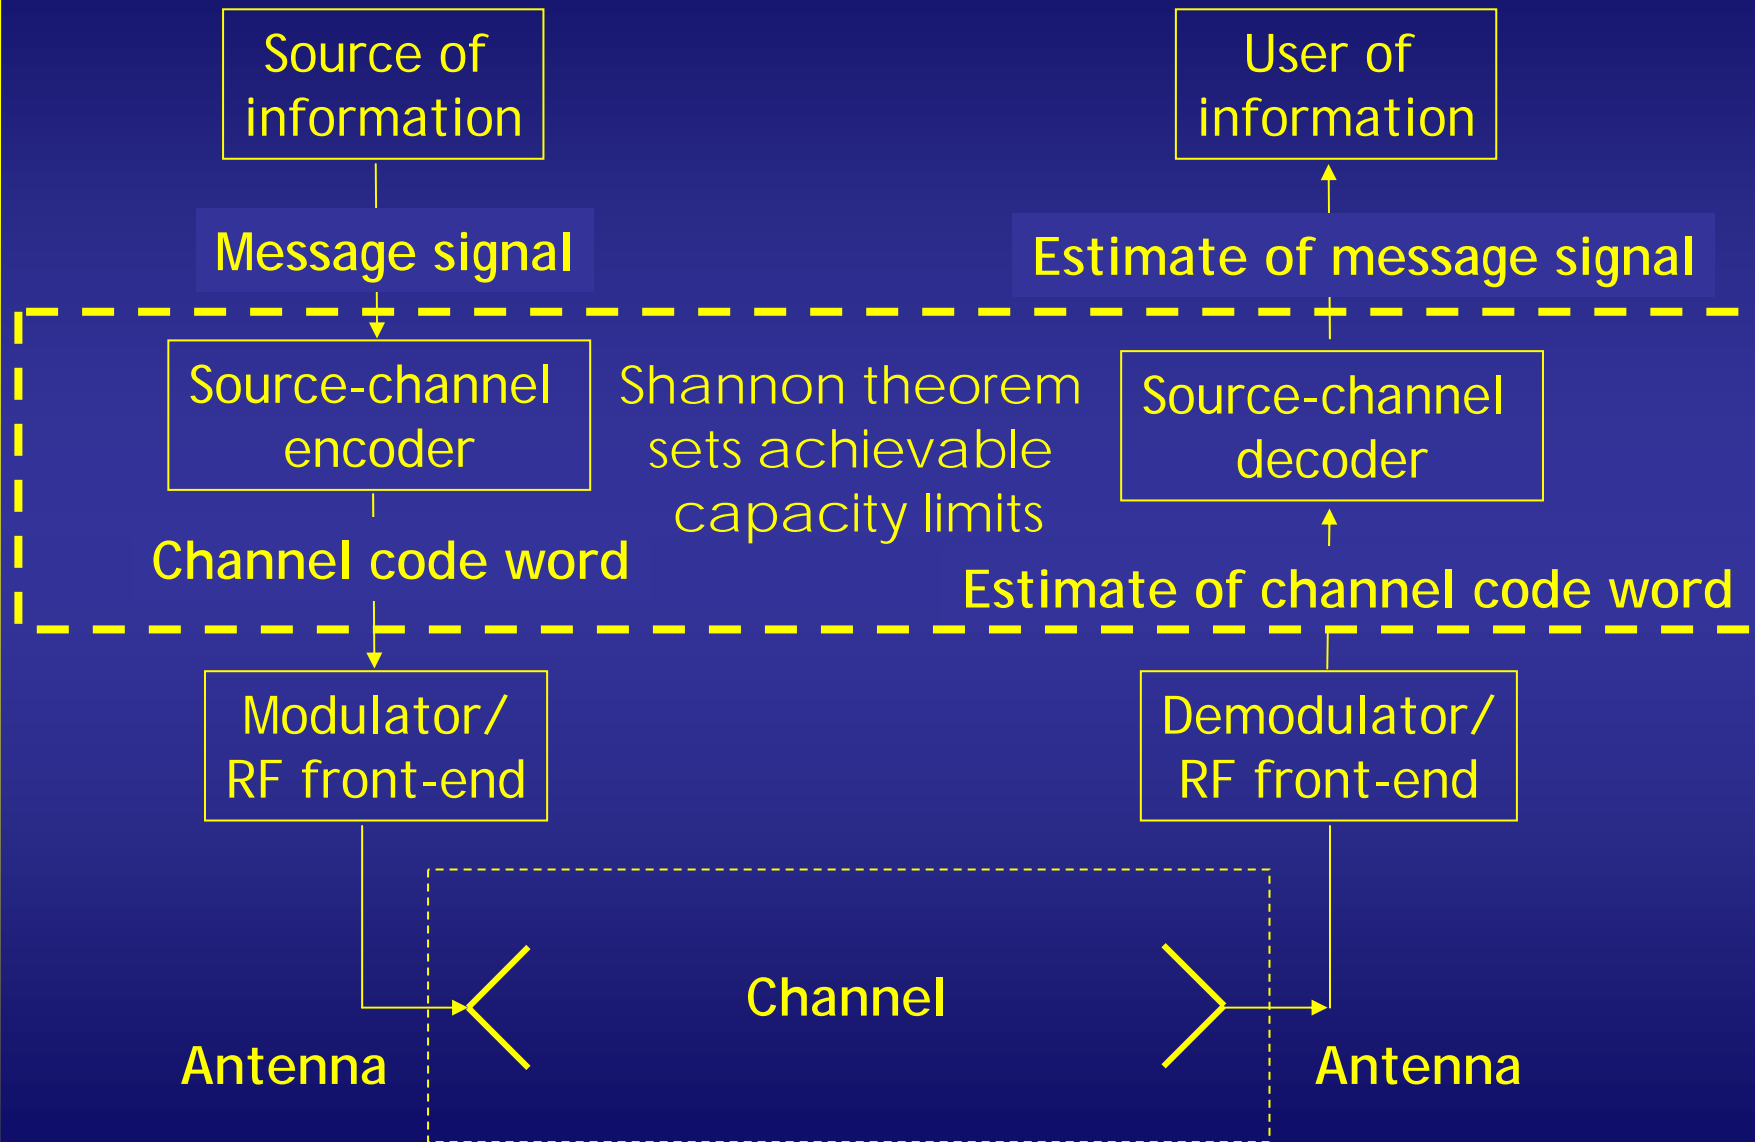 Source of
information
User of
information
Message signal
Estimate of message signal
Source-channel
encoder
Shannon theorem
sets achievable
capacity limits
Source-channel
decoder
Channel code word
Estimate of channel code word
Modulator/
RF front-end
Demodulator/
RF front-end
Channel
Antenna
Antenna